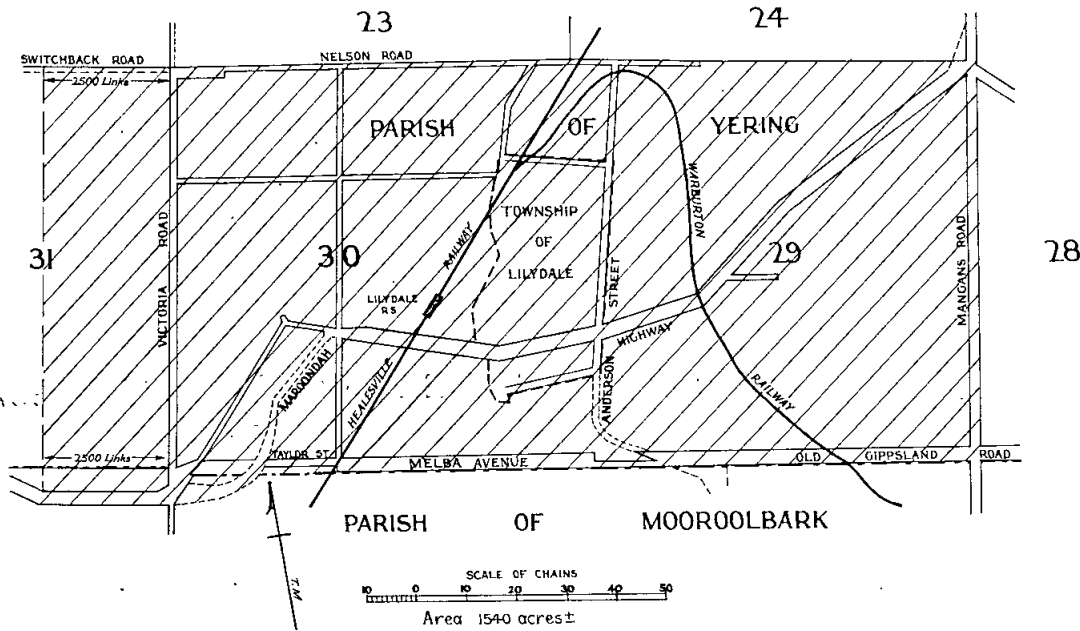 23
24
SWITCHBACK ROAD
NELSON ROAD
2500 Links
PARISH OF YERING
WARBURTON
TOWNSHIP
OF
LILYDALE
VICTORIA ROAD
RAILWAY
31
30
29
28
MANGANS ROAD
STREET
LILYDALE
R S
HIGHWAY
MAROONDAH
HEALESVILLE
ANDERSON
RAILWAY
2500 Links
TAYLOR ST
MELBA AVENUE
OLD GIPPSLAND ROAD
PARISH OF MOOROOLBARK
T.M
SCALE OF CHAINS
10 0 10 20 30 40 50
Area 1540 acres±